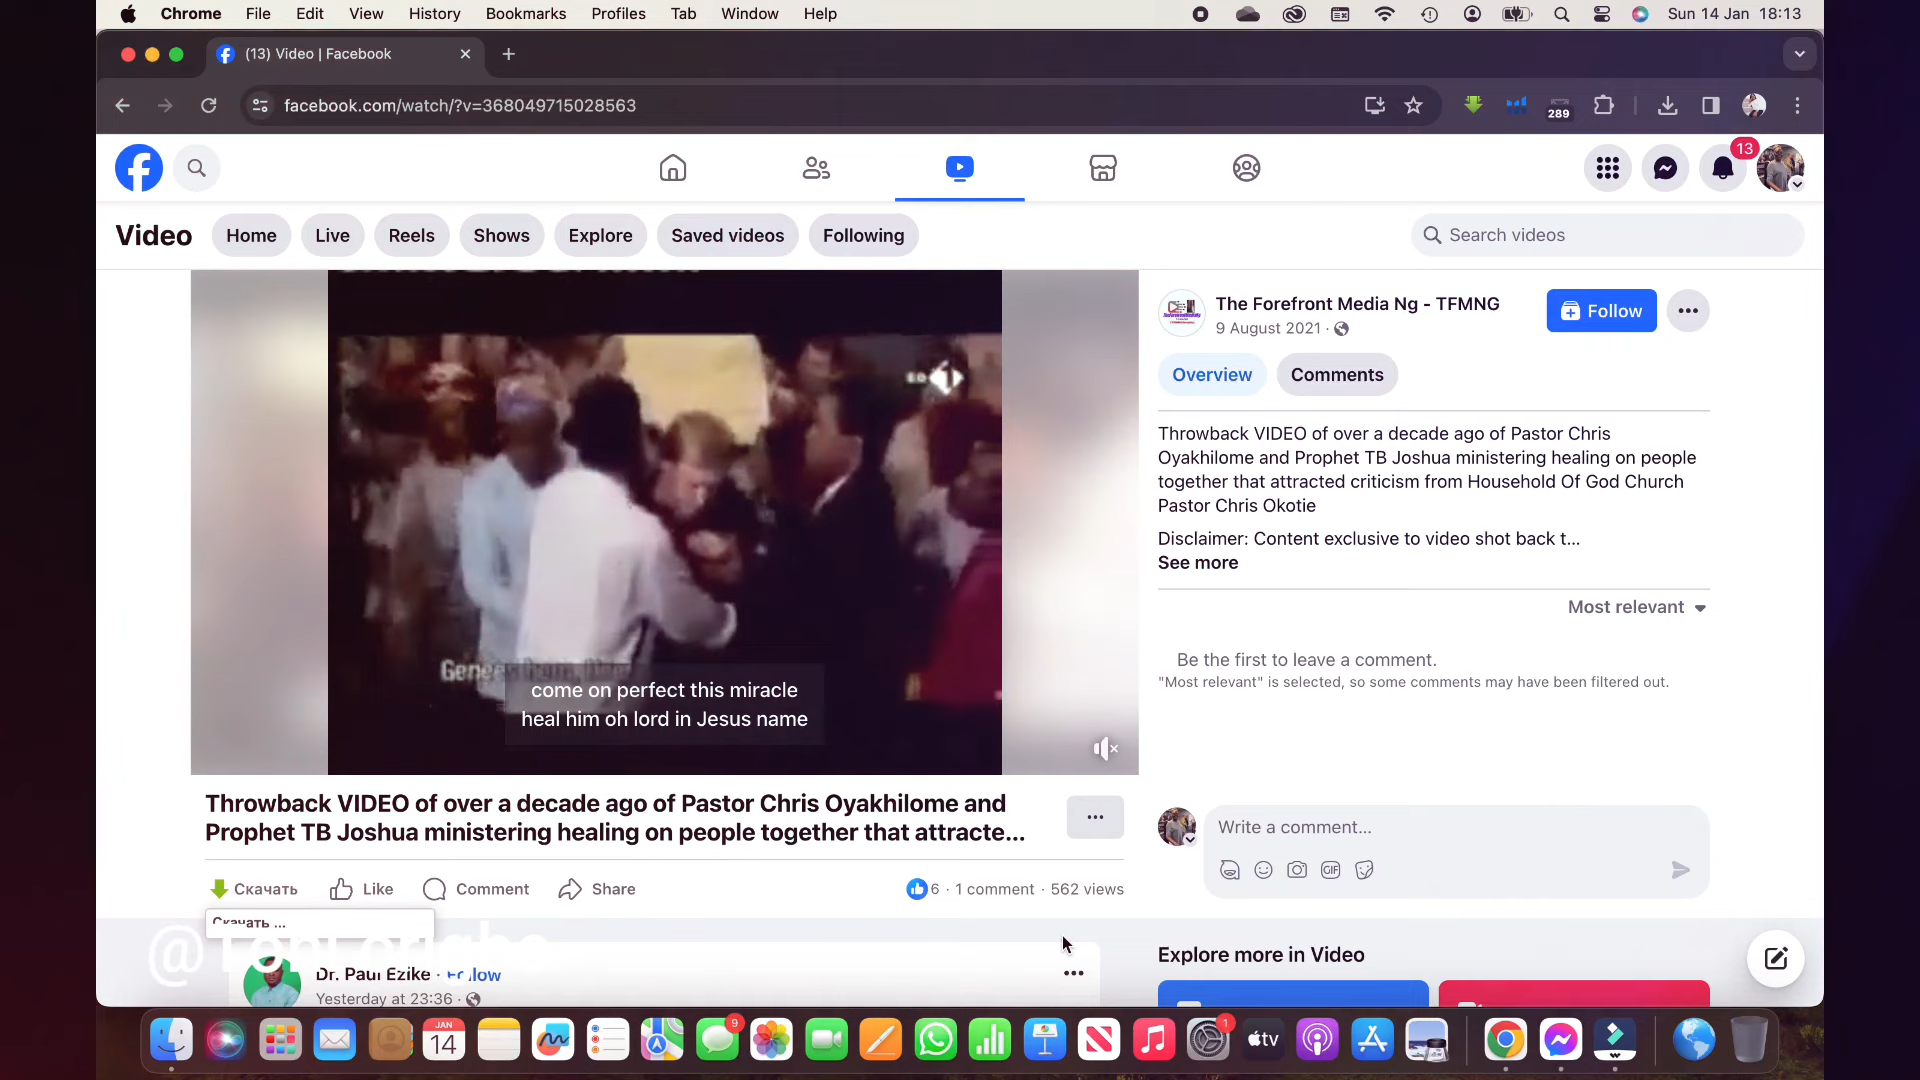 Chrome File Edit View History Bookmarks Profiles Tab Window Help
Sun 14 Jan 18:13
(13) Video | Facebook
facebook.com/watch/?v=368049715028563
289
13
Video Home Live Reels Shows Explore Saved videos Following
Search videos
come on perfect this miracle
heal him oh lord in Jesus name
The Forefront Media Ng - TFMNG
9 August 2021 ·
Follow
Overview Comments
Throwback VIDEO of over a decade ago of Pastor Chris
Oyakhilome and Prophet TB Joshua ministering healing on people
together that attracted criticism from Household Of God Church
Pastor Chris Okotie
Disclaimer: Content exclusive to video shot back t...
See more
Most relevant
Be the first to leave a comment.
"Most relevant" is selected, so some comments may have been filtered out.
Write a comment...
GIF
Throwback VIDEO of over a decade ago of Pastor Chris Oyakhilome and
Prophet TB Joshua ministering healing on people together that attracte...
Скачать Like Comment Share
6 · 1 comment · 562 views
Скачать ...
Dr. Paul Ezike · Follow
Yesterday at 23:36 ·
Explore more in Video
JAN
14
9
1
tv